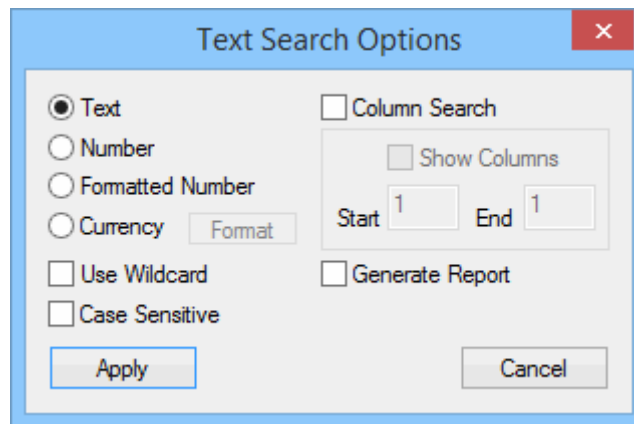 Text Search Options
Text
Column Search
Number
Show Columns
Formatted Number
Start 1 End 1
Currency Format
Use Wildcard
Generate Report
Case Sensitive
Apply
Cancel